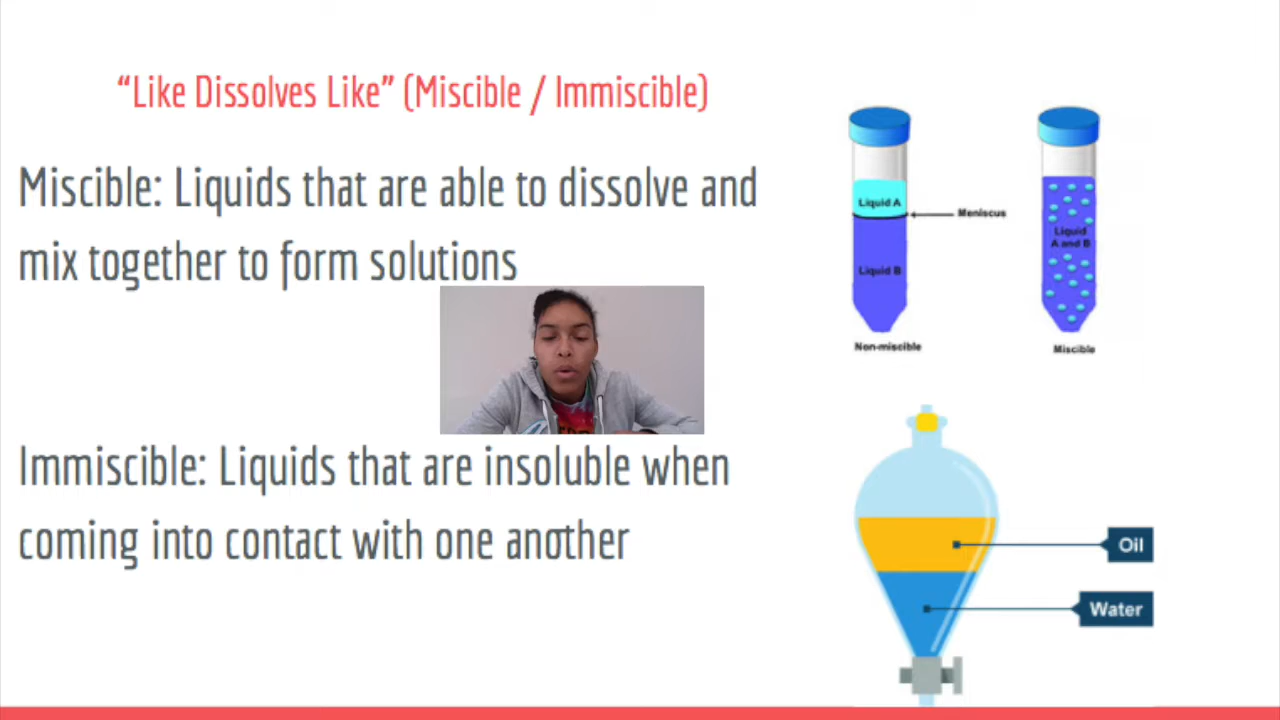 “Like Dissolves Like” (Miscible / Immiscible)
Miscible: Liquids that are able to dissolve and
mix together to form solutions
Immiscible: Liquids that are insoluble when
coming into contact with one another
Liquid A
Meniscus
Liquid B
Non-miscible
Liquid
A and B
Miscible
Oil
Water